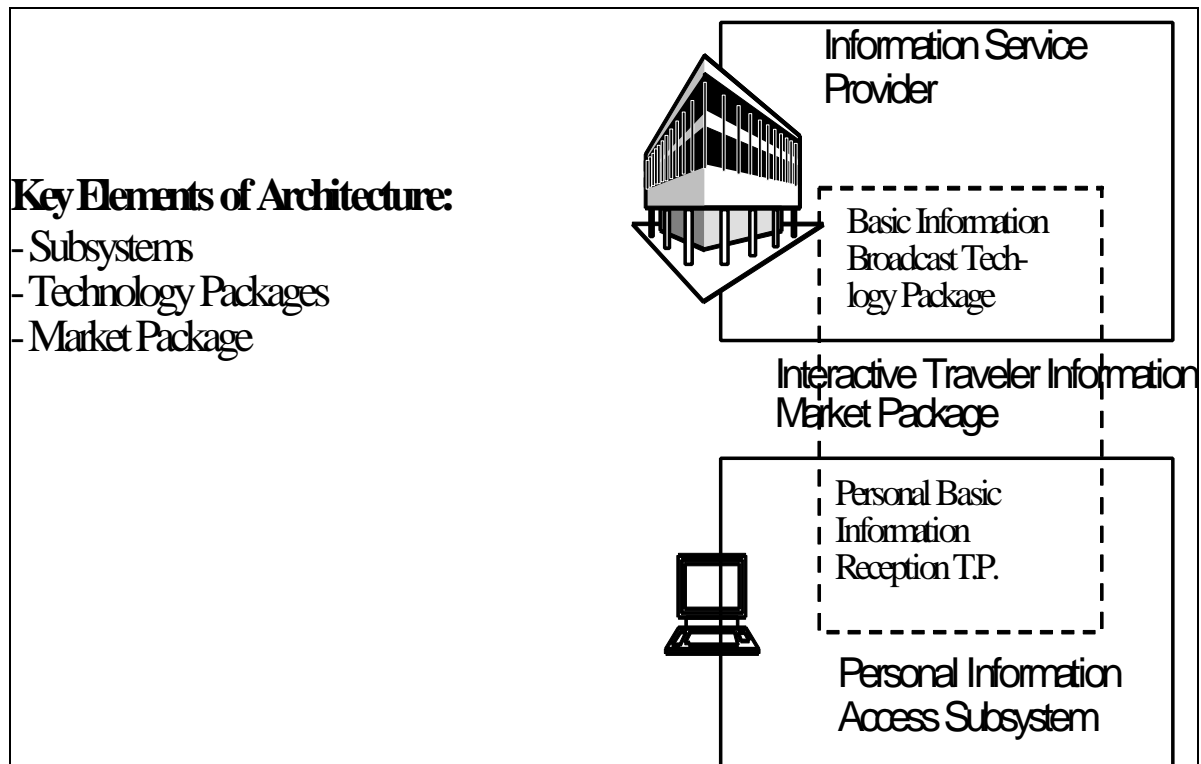 Key Elements of Architecture:
- Subsystems
- Technology Packages
- Market Package
Information Service
Provider
Basic Information
Broadcast Tech-
logy Package
Interactive Traveler Information
Market Package
Personal Basic
Information
Reception T.P.
Personal Information
Access Subsystem